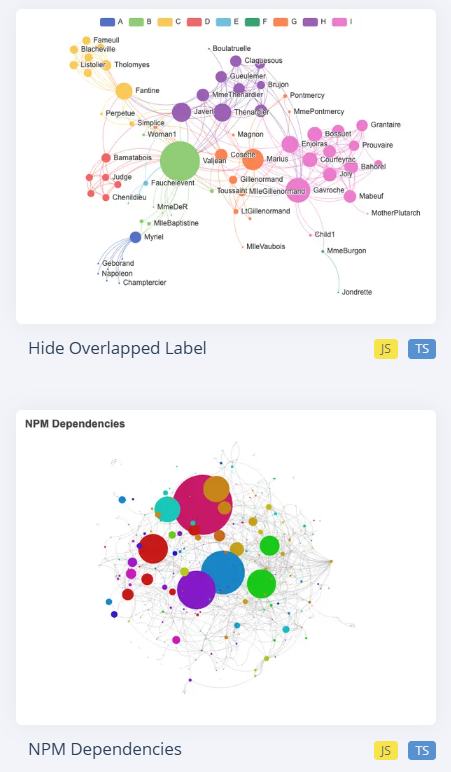 A B C D E F G H I
Fameuil
Blacheville
Listolier Tholomyes
Boulatruelle
Claquesous
Gueulemer
Fantine
MmeThenardier Brujon
Pontmercy
Perpetue
Javert Thenardier
MmePontmercy
Simplice
Grantaire
Woman1
Magnon
Bossuet
Enjolras
Prouvaire
Bamatabois
Valjean
Cosette
Marius
Courfeyrac
Bahorel
Judge
Fauchelevent
Gillenormand
Joly
Chenildieu
Toussaint MlleGillenormand
Gavroche
Mabeuf
MmeDeR
LtGillenormand
MotherPlutarch
MlleBaptistine
Myriel
Child1
MlleVaubois
MmeBurgon
Geborand
Napoleon
Champtercier
Jondrette
Hide Overlapped Label JS TS
NPM Dependencies
NPM Dependencies JS TS